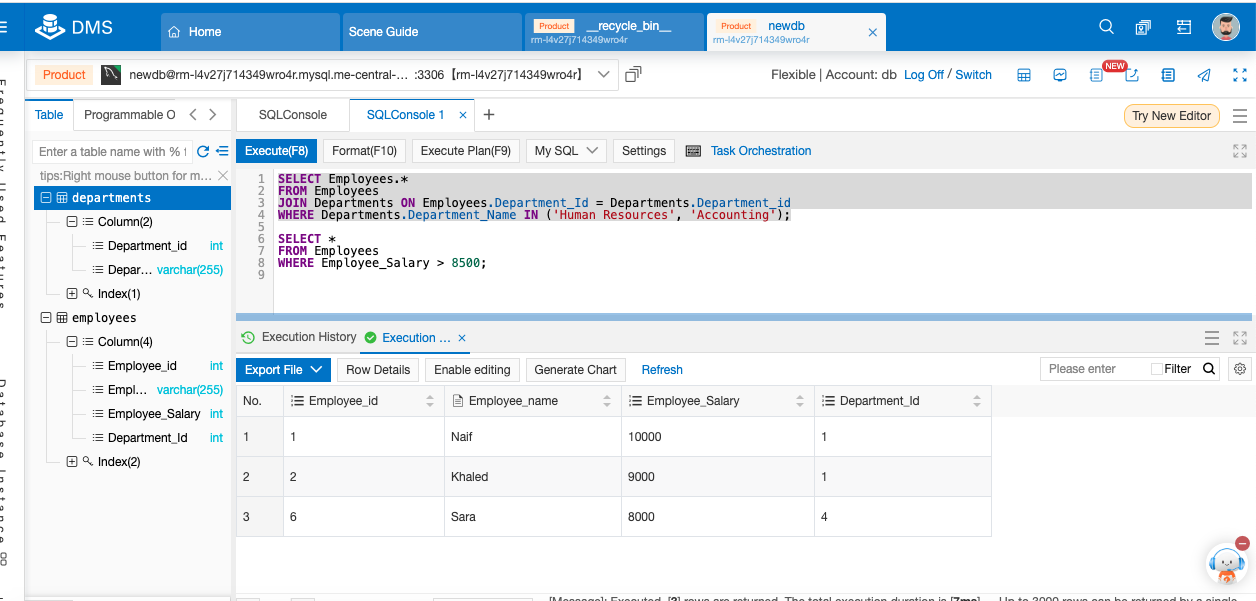 DMS
Home
Scene Guide
Product
__recycle_bin__
rm-l4v27j714349wro4r
Product
newdb
rm-l4v27j714349wro4r
Product
newdb@rm-l4v27j714349wro4r.mysql.me-central-... :3306【rm-l4v27j714349wro4r】
Flexible | Account: db Log Off / Switch
NEW
Frequently Used Features
Database Instance
Table
Programmable O
SQLConsole
SQLConsole 1
Try New Editor
Enter a table name with % f
tips:Right mouse button for m...
Execute(F8)
Format(F10)
Execute Plan(F9)
My SQL
Settings
Task Orchestration
departments
Column(2)
Department_id int
Depar... varchar(255)
Index(1)
employees
Column(4)
Employee_id int
Empl... varchar(255)
Employee_Salary int
Department_Id int
Index(2)
1 SELECT Employees.*
2 FROM Employees
3 JOIN Departments ON Employees.Department_Id = Departments.Department_id
4 WHERE Departments.Department_Name IN ('Human Resources', 'Accounting');
5
6 SELECT *
7 FROM Employees
8 WHERE Employee_Salary > 8500;
9
Execution History
Execution ...
Export File
Row Details
Enable editing
Generate Chart
Refresh
Please enter
Filter
No. Employee_id Employee_name Employee_Salary Department_Id
1 1 Naif 10000 1
2 2 Khaled 9000 1
3 6 Sara 8000 4
[Message]: Executed. [3] rows are returned. The total execution duration is [7ms] Up to 3000 rows can be returned by a single